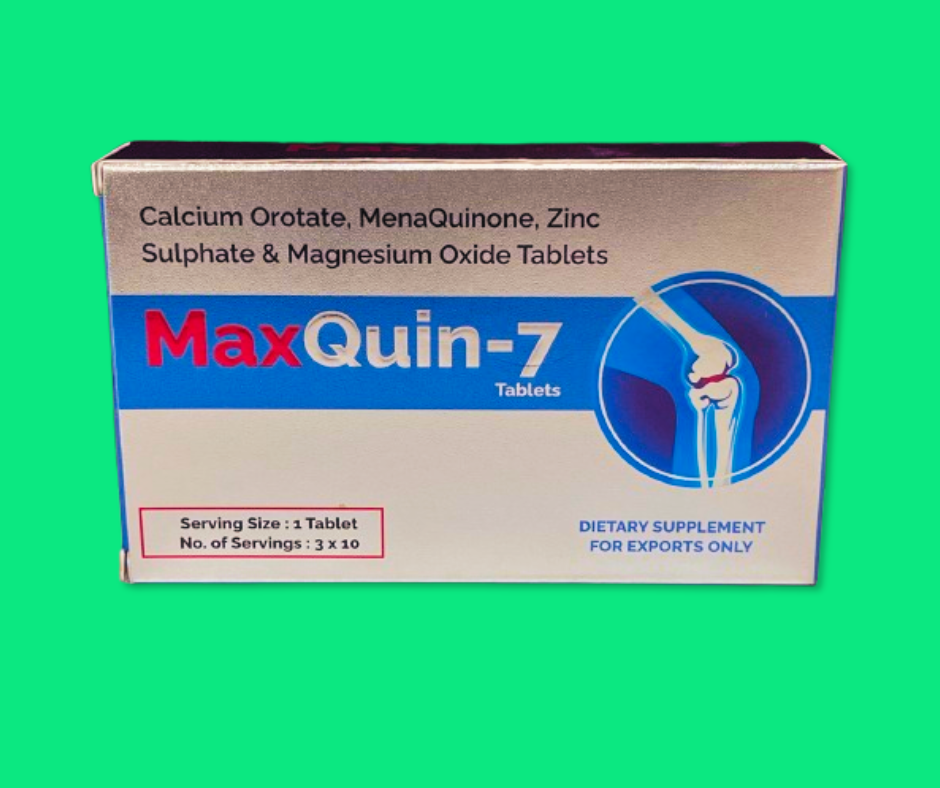 Calcium Orotate, MenaQuinone, Zinc
Sulphate & Magnesium Oxide Tablets
MaxQuin-7
Tablets
Serving Size : 1 Tablet
No. of Servings : 3 x 10
DIETARY SUPPLEMENT
FOR EXPORTS ONLY